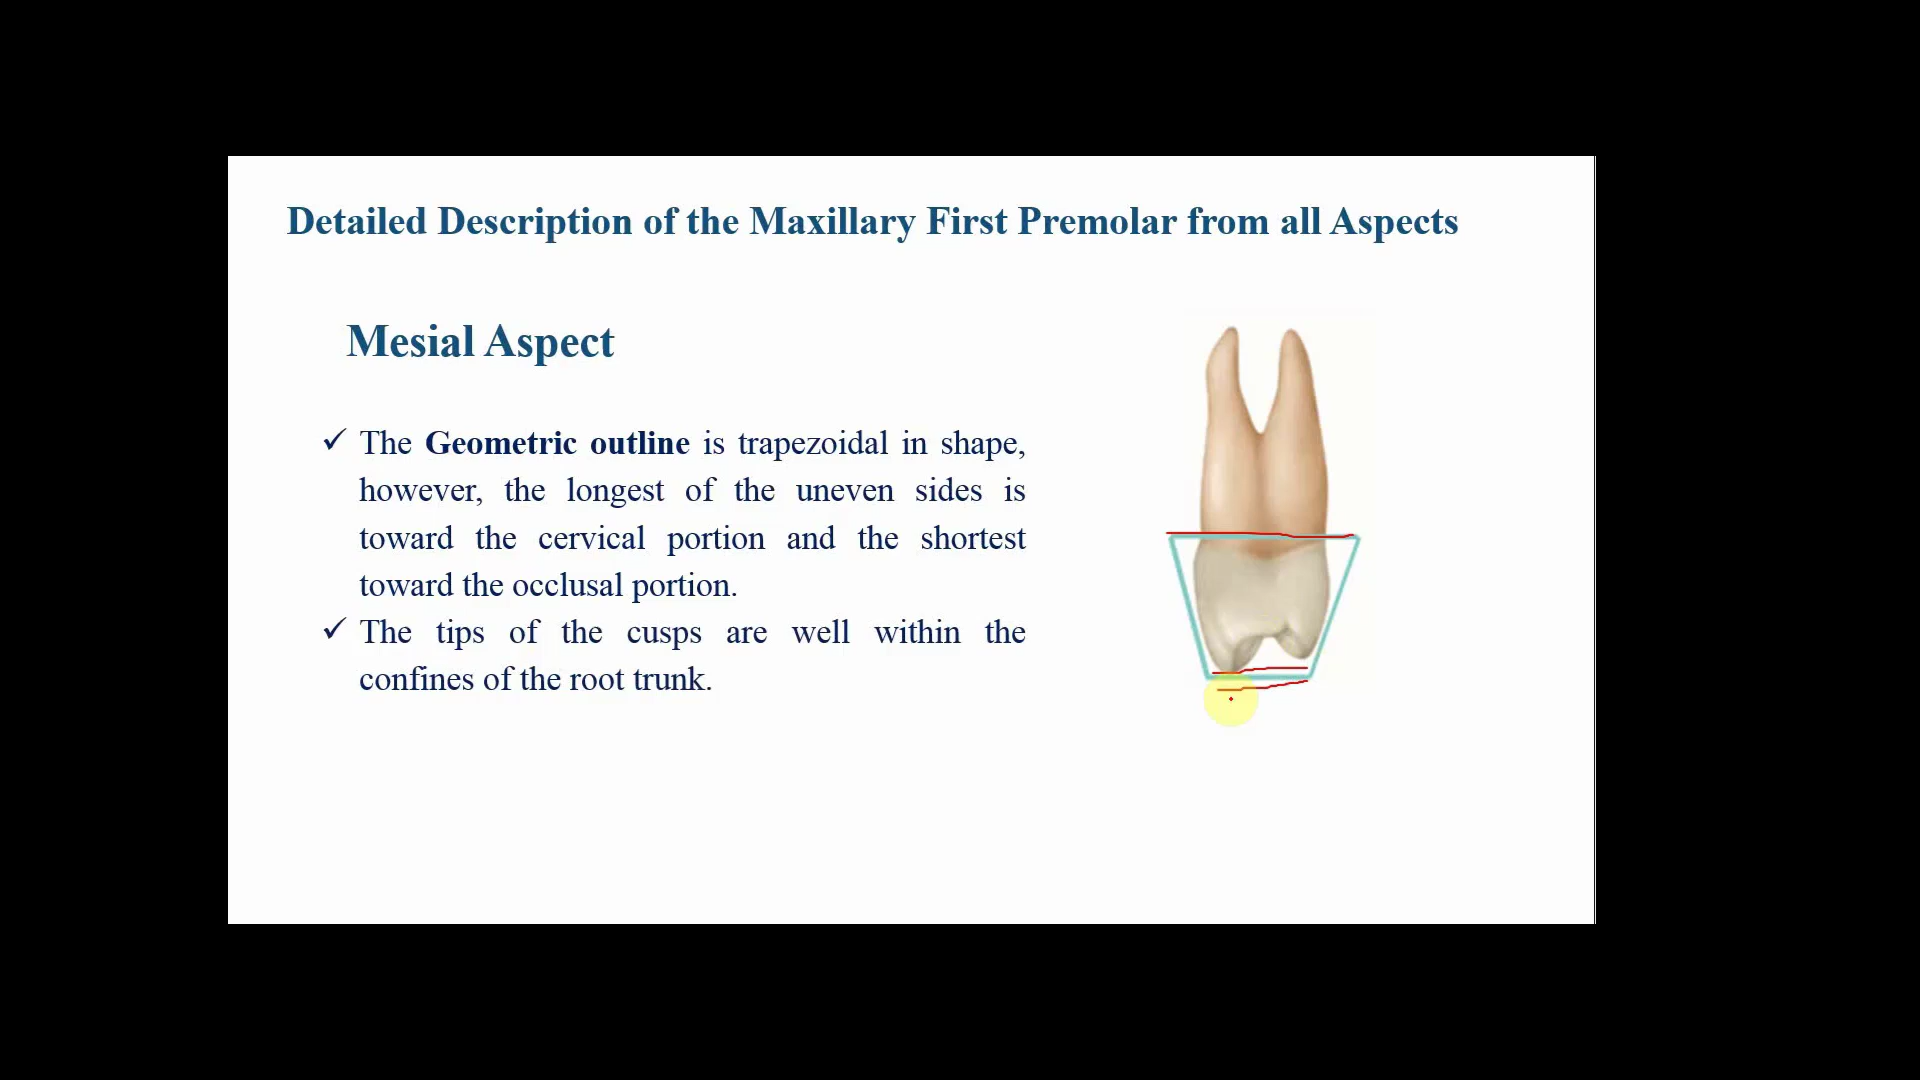 Detailed Description of the Maxillary First Premolar from all Aspects
Mesial Aspect
✓ The Geometric outline is trapezoidal in shape,
however, the longest of the uneven sides is
toward the cervical portion and the shortest
toward the occlusal portion.
✓ The tips of the cusps are well within the
confines of the root trunk.